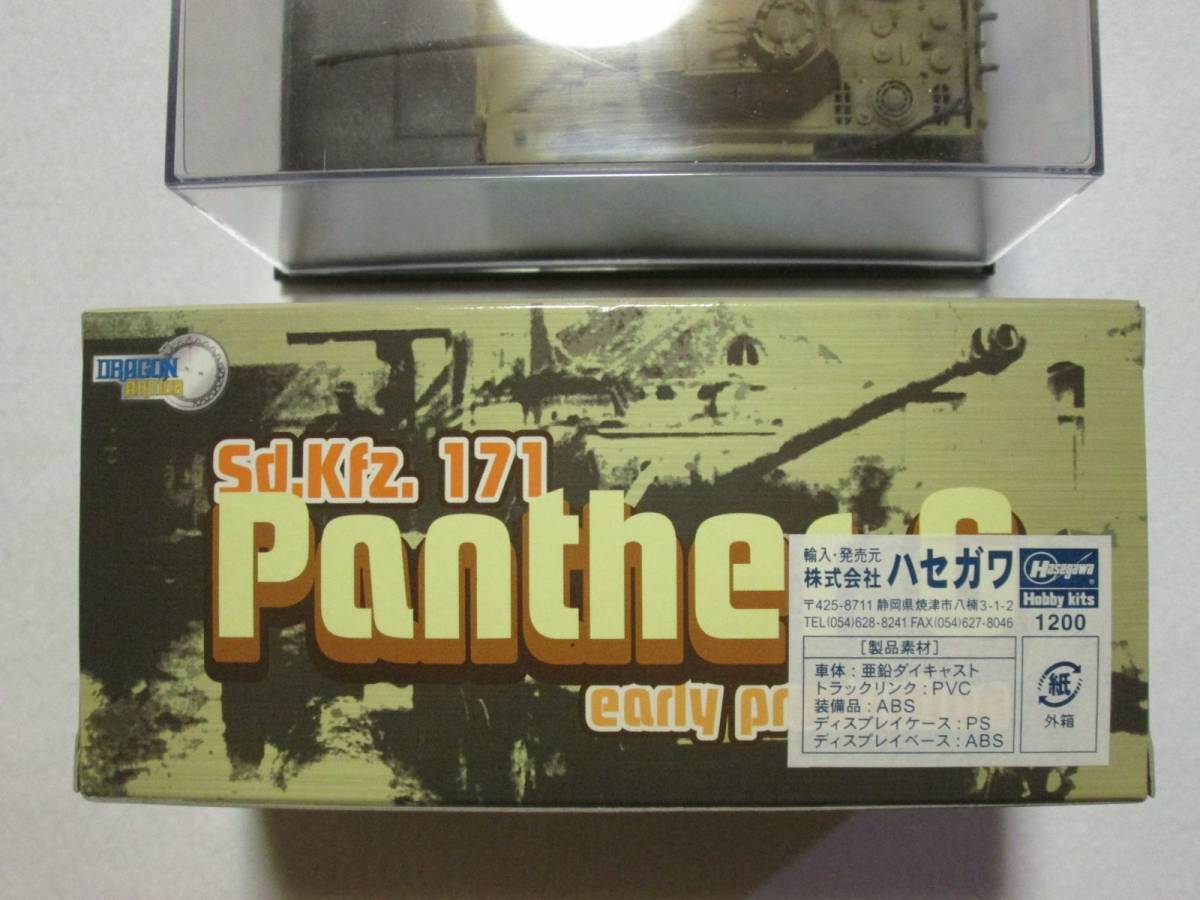 DRAGON
ARMOR
Sd.Kfz. 171
Panther G
early pr
輸入・発売元
株式会社 ハセガワ
〒425-8711 静岡県焼津市八楠3-1-2
TEL(054)628-8241 FAX(054)627-8046
Hasegawa
Hobby kits
1200
[製品素材]
車体:亜鉛ダイキャスト
トラックリンク:PVC
装備品:ABS
ディスプレイケース:PS
ディスプレイベース:ABS
紙
外箱